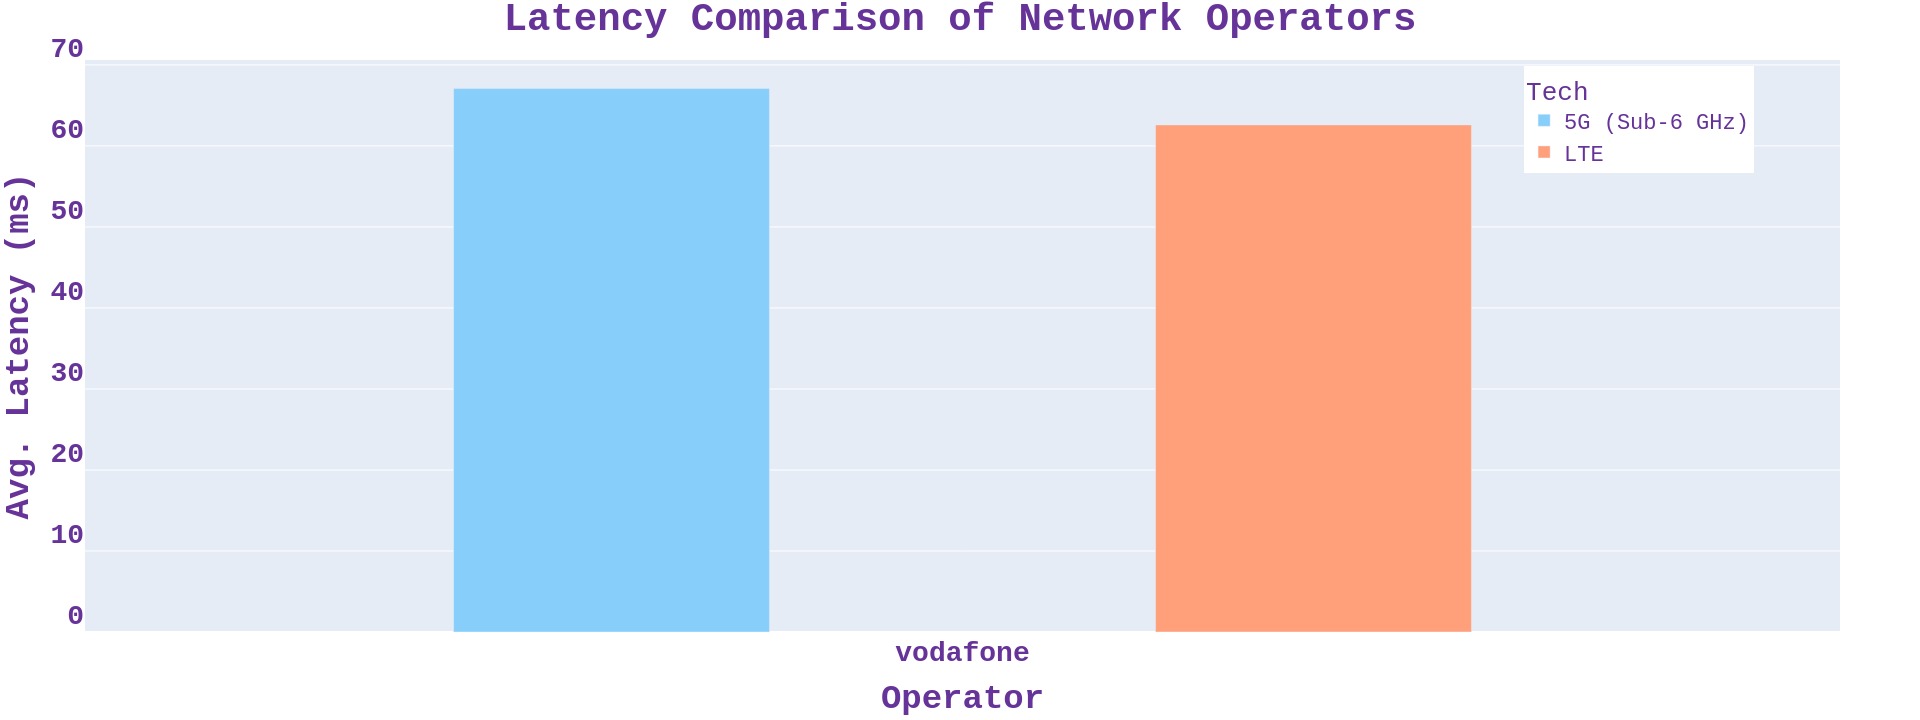 Latency Comparison of Network Operators
70
60
50
40
30
20
10
0
Avg. Latency (ms)
Tech
5G (Sub-6 GHz)
LTE
vodafone
Operator